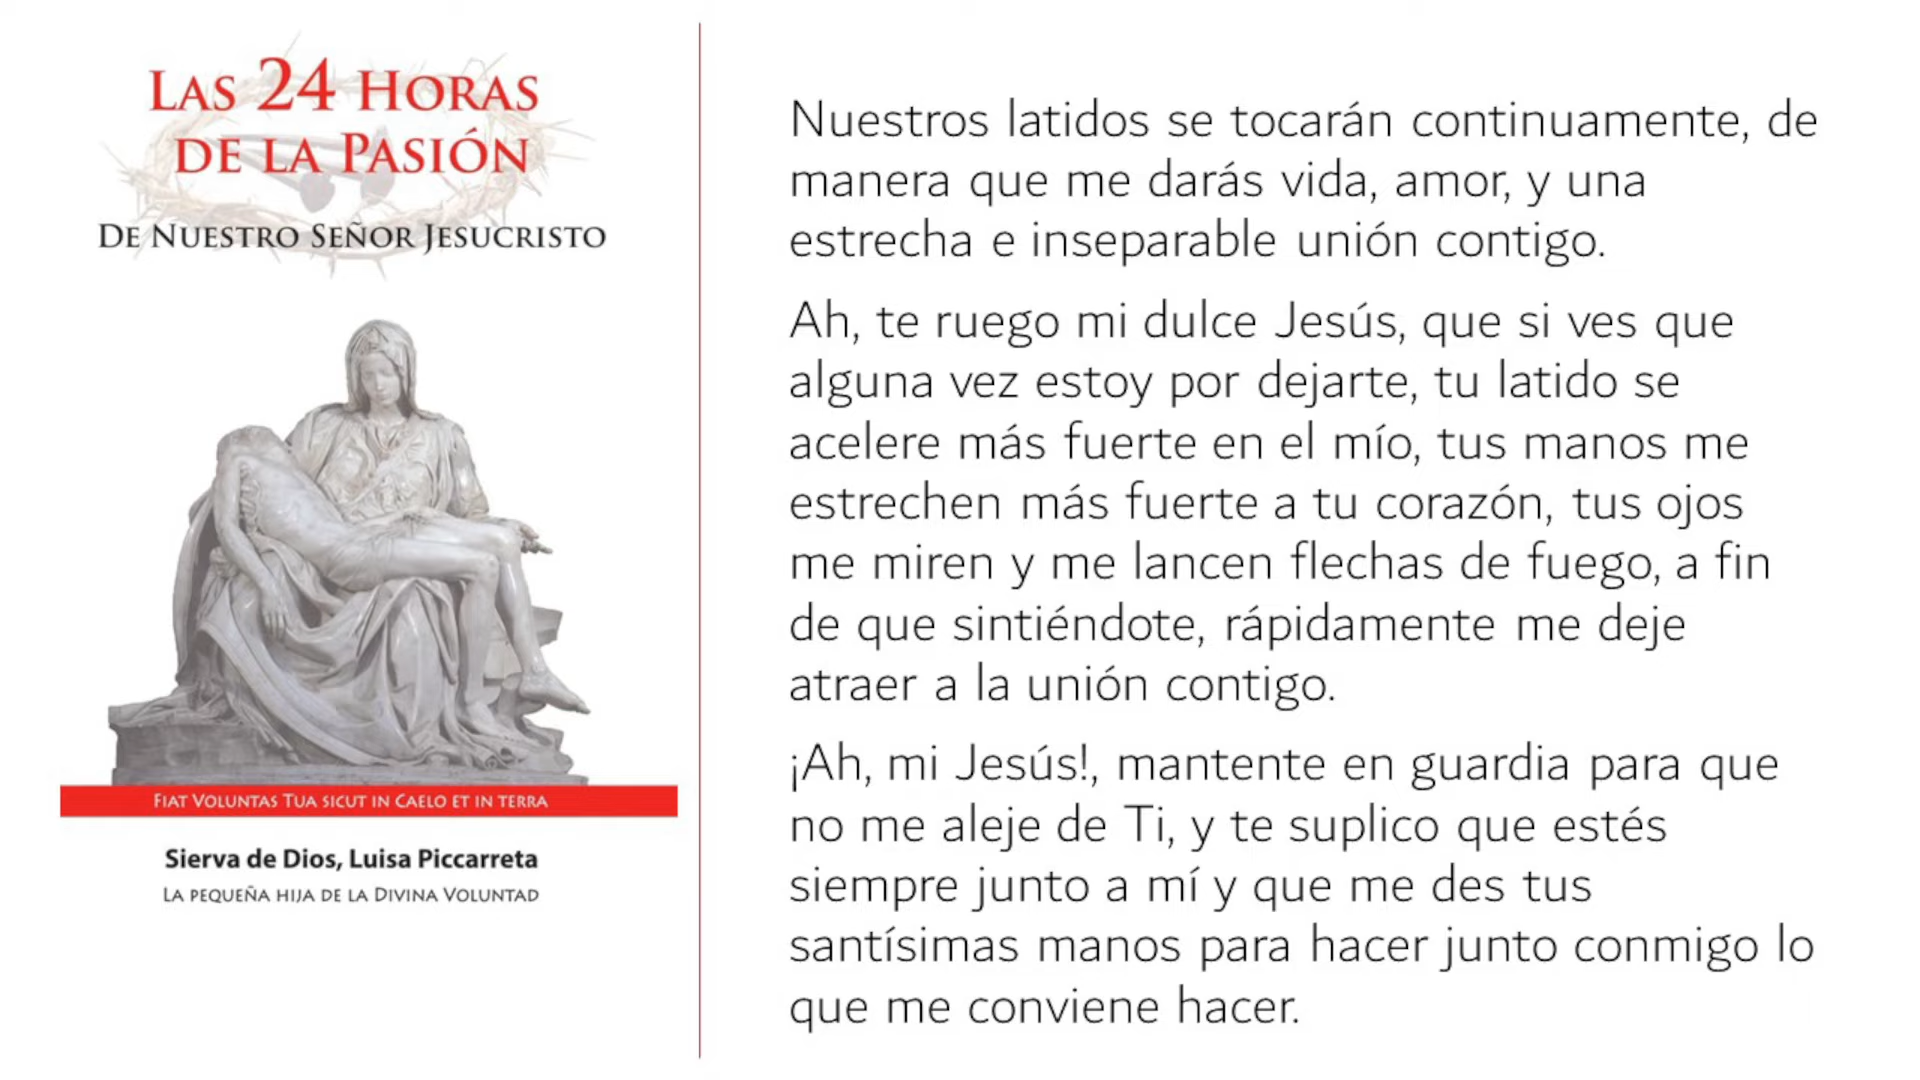 Las 24 Horas
de la Pasión
De Nuestro Señor Jesucristo
Fiat Voluntas Tua sicut in Caelo et in terra
Sierva de Dios, Luisa Piccarreta
La pequeña hija de la Divina Voluntad
Nuestros latidos se tocarán continuamente, de
manera que me darás vida, amor, y una
estrecha e inseparable unión contigo.
Ah, te ruego mi dulce Jesús, que si ves que
alguna vez estoy por dejarte, tu latido se
acelere más fuerte en el mío, tus manos me
estrechen más fuerte a tu corazón, tus ojos
me miren y me lancen flechas de fuego, a fin
de que sintiéndote, rápidamente me deje
atraer a la unión contigo.
¡Ah, mi Jesús!, mantente en guardia para que
no me aleje de Ti, y te suplico que estés
siempre junto a mí y que me des tus
santísimas manos para hacer junto conmigo lo
que me conviene hacer.